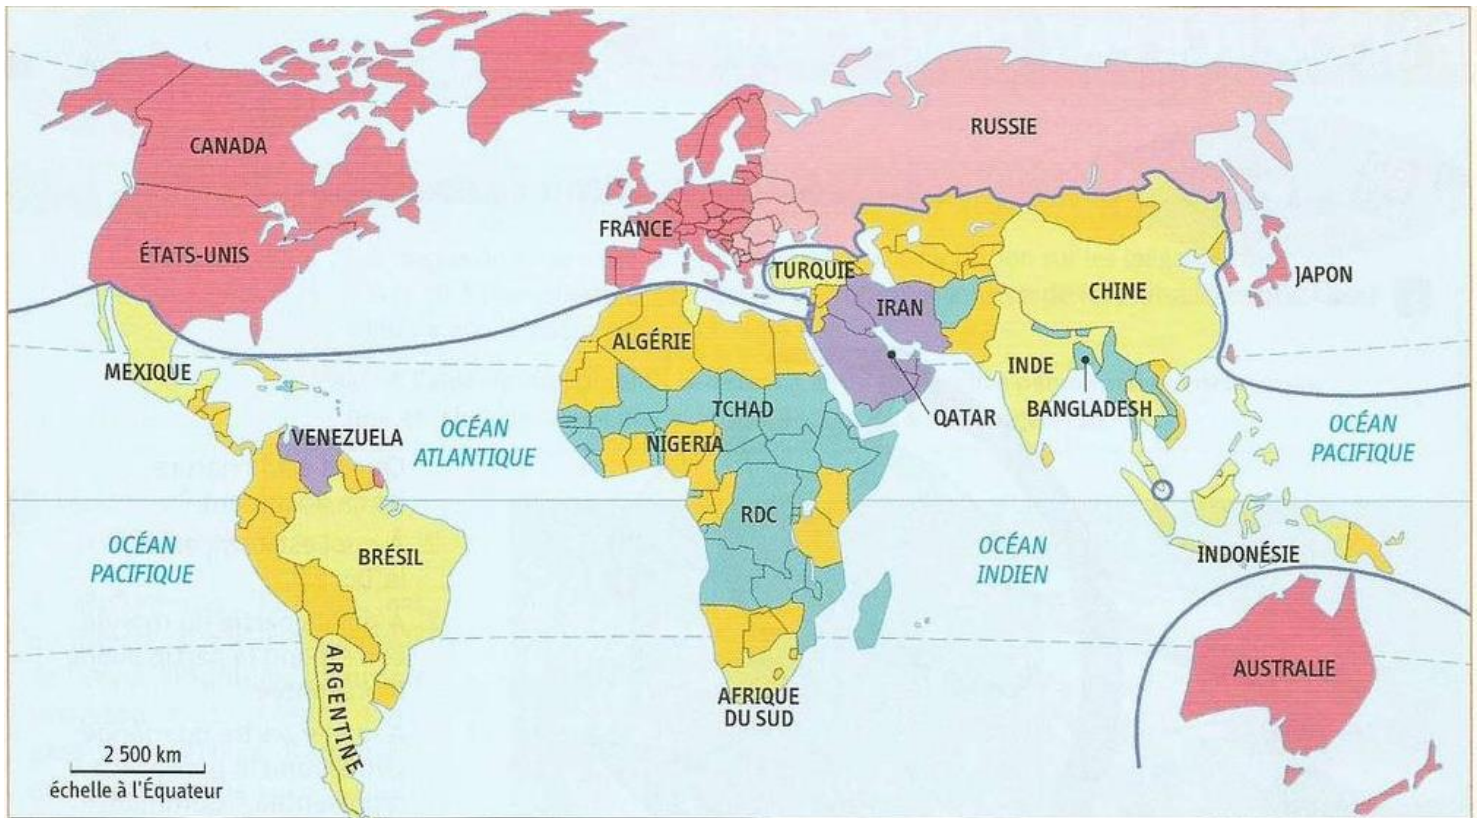 CANADA
RUSSIE
FRANCE
ÉTATS-UNIS
TURQUIE
JAPON
CHINE
IRAN
ALGÉRIE
INDE
MEXIQUE
TCHAD
BANGLADESH
QATAR
OCÉAN
ATLANTIQUE
VENEZUELA
NIGERIA
OCÉAN
PACIFIQUE
RDC
OCÉAN
PACIFIQUE
BRÉSIL
OCÉAN
INDIEN
INDONÉSIE
ARGENTINE
AUSTRALIE
AFRIQUE
DU SUD
2 500 km
échelle à l'Équateur